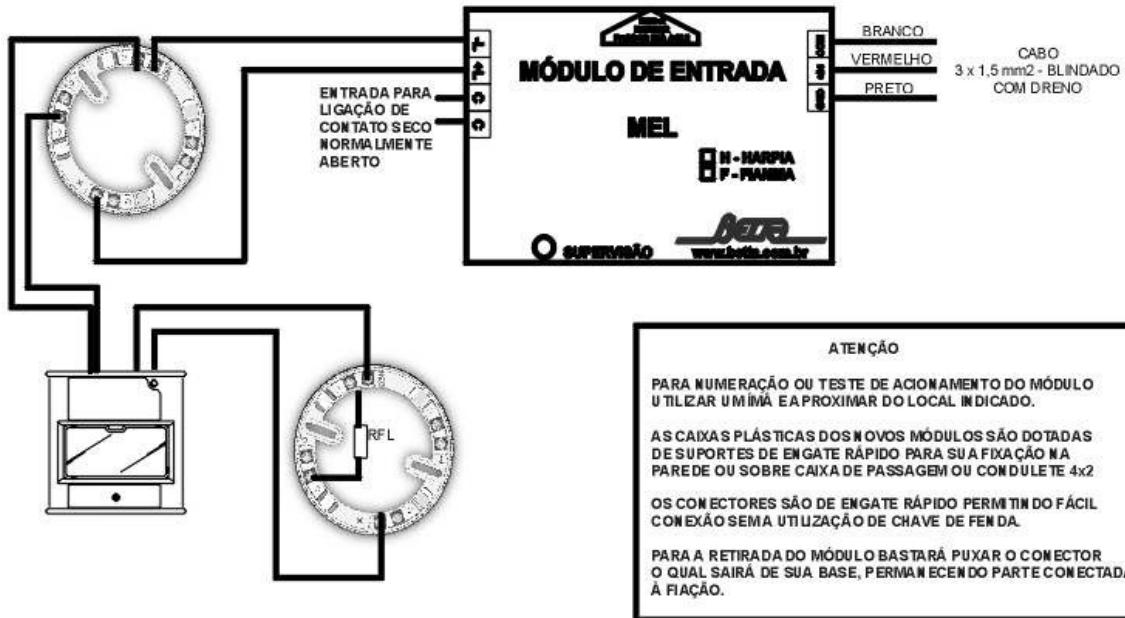 MÓDULO DE ENTRADA
MEL
H - HARPIA
F - FIAMMA
SUPERVISÃO
www.betta.com.br
COM
GND
BRANCO
VERMELHO
PRETO
CABO
3 x 1,5 mm2 - BLINDADO
COM DRENO
ENTRADA PARA
LIGAÇÃO DE
CONTATO SECO
NORMALMENTE
ABERTO
RFL
ATENÇÃO
PARA NUMERAÇÃO OU TESTE DE ACIONAMENTO DO MÓDULO
UTILIZAR UM ÍMÃ E APROXIMAR DO LOCAL INDICADO.
AS CAIXAS PLÁSTICAS DOS NOVOS MÓDULOS SÃO DOTADAS
DE SUPORTES DE ENGATE RÁPIDO PARA SUA FIXAÇÃO NA
PAREDE OU SOBRE CAIXA DE PASSAGEM OU CONDULETE 4x2
OS CONECTORES SÃO DE ENGATE RÁPIDO PERMITINDO FÁCIL
CONEXÃO SEM A UTILIZAÇÃO DE CHAVE DE FENDA.
PARA A RETIRADA DO MÓDULO BASTARÁ PUXAR O CONECTOR
O QUAL SAIRÁ DE SUA BASE, PERMANECENDO PARTE CONECTADA
À FIAÇÃO.